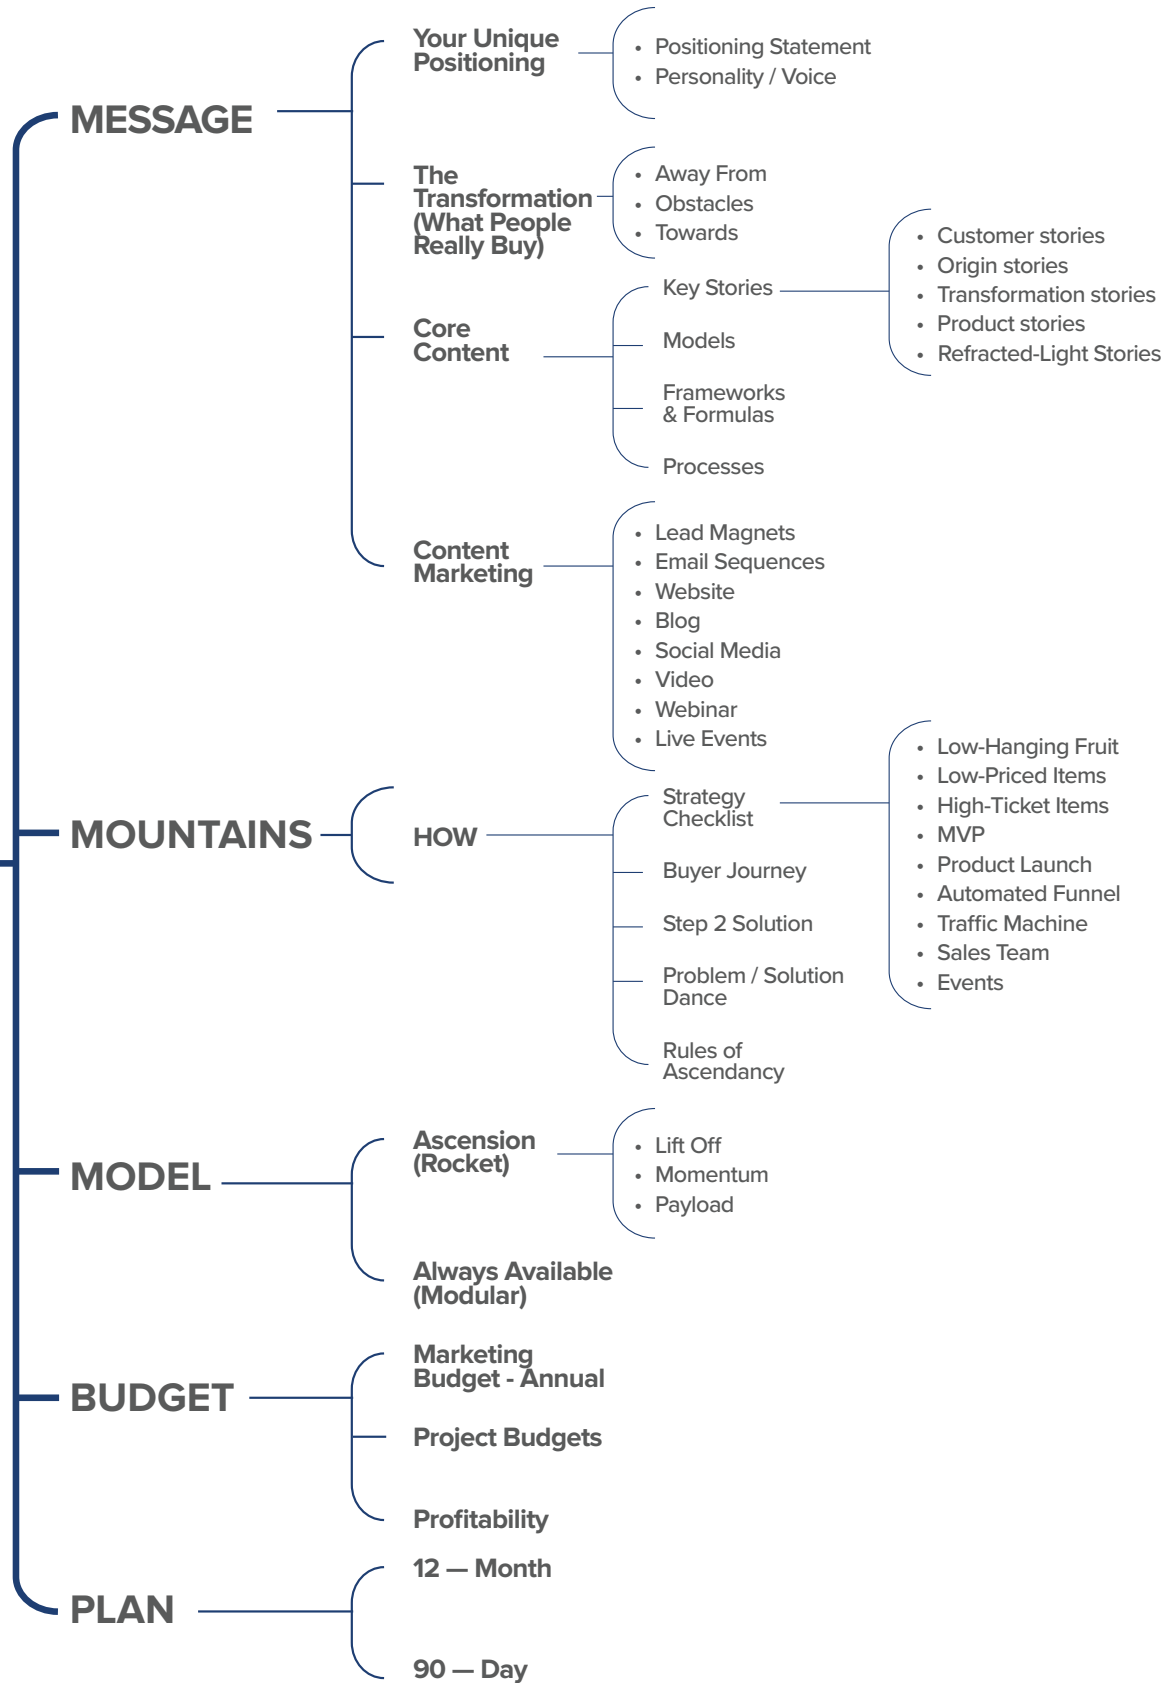 MESSAGE
Your Unique
Positioning
• Positioning Statement
• Personality / Voice
The
Transformation
(What People
Really Buy)
• Away From
• Obstacles
• Towards
Core
Content
Key Stories
• Customer stories
• Origin stories
• Transformation stories
• Product stories
• Refracted-Light Stories
Models
Frameworks
& Formulas
Processes
Content
Marketing
• Lead Magnets
• Email Sequences
• Website
• Blog
• Social Media
• Video
• Webinar
• Live Events
MOUNTAINS
HOW
Strategy
Checklist
• Low-Hanging Fruit
• Low-Priced Items
• High-Ticket Items
• MVP
• Product Launch
• Automated Funnel
• Traffic Machine
• Sales Team
• Events
Buyer Journey
Step 2 Solution
Problem / Solution
Dance
Rules of
Ascendancy
MODEL
Ascension
(Rocket)
• Lift Off
• Momentum
• Payload
Always Available
(Modular)
BUDGET
Marketing
Budget - Annual
Project Budgets
Profitability
PLAN
12 — Month
90 — Day